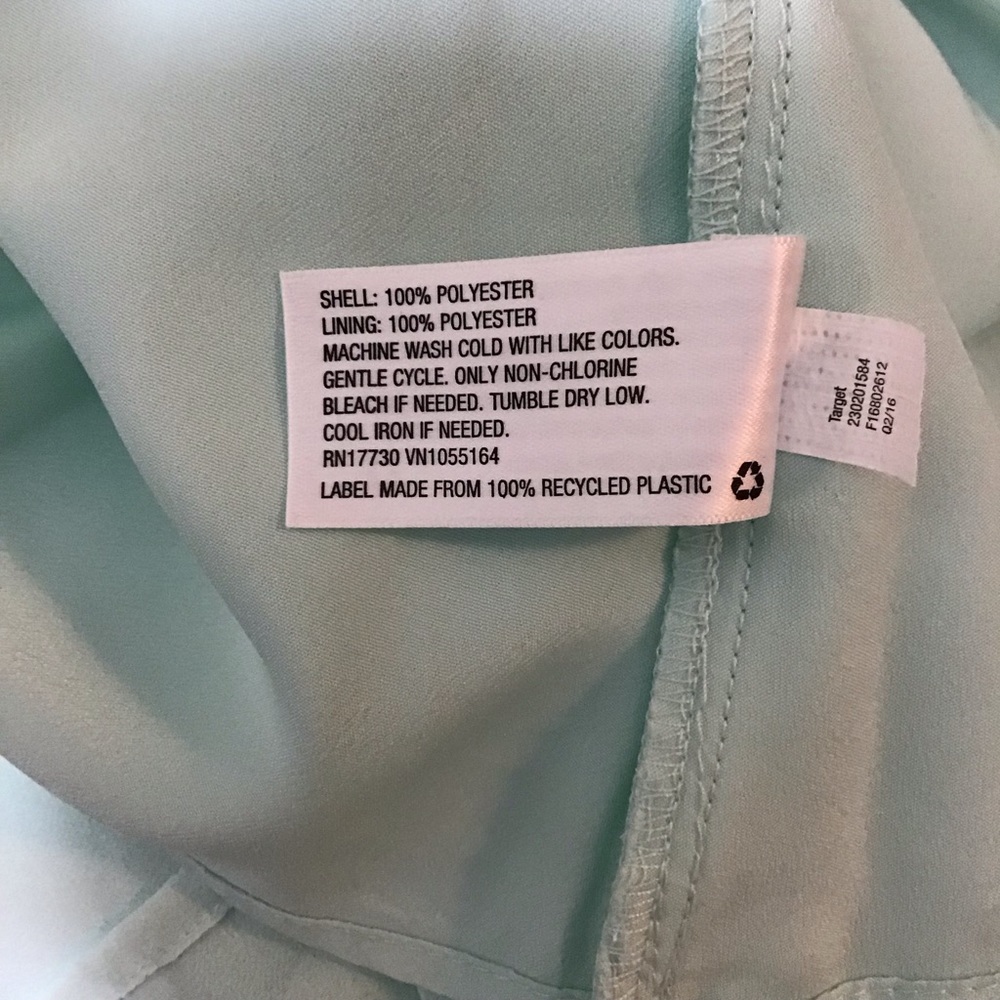 SHELL: 100% POLYESTER
LINING: 100% POLYESTER
MACHINE WASH COLD WITH LIKE COLORS.
GENTLE CYCLE. ONLY NON-CHLORINE
BLEACH IF NEEDED. TUMBLE DRY LOW.
COOL IRON IF NEEDED.
RN17730 VN1055164
LABEL MADE FROM 100% RECYCLED PLASTIC
Target
230201584
F16802612
Q2/16